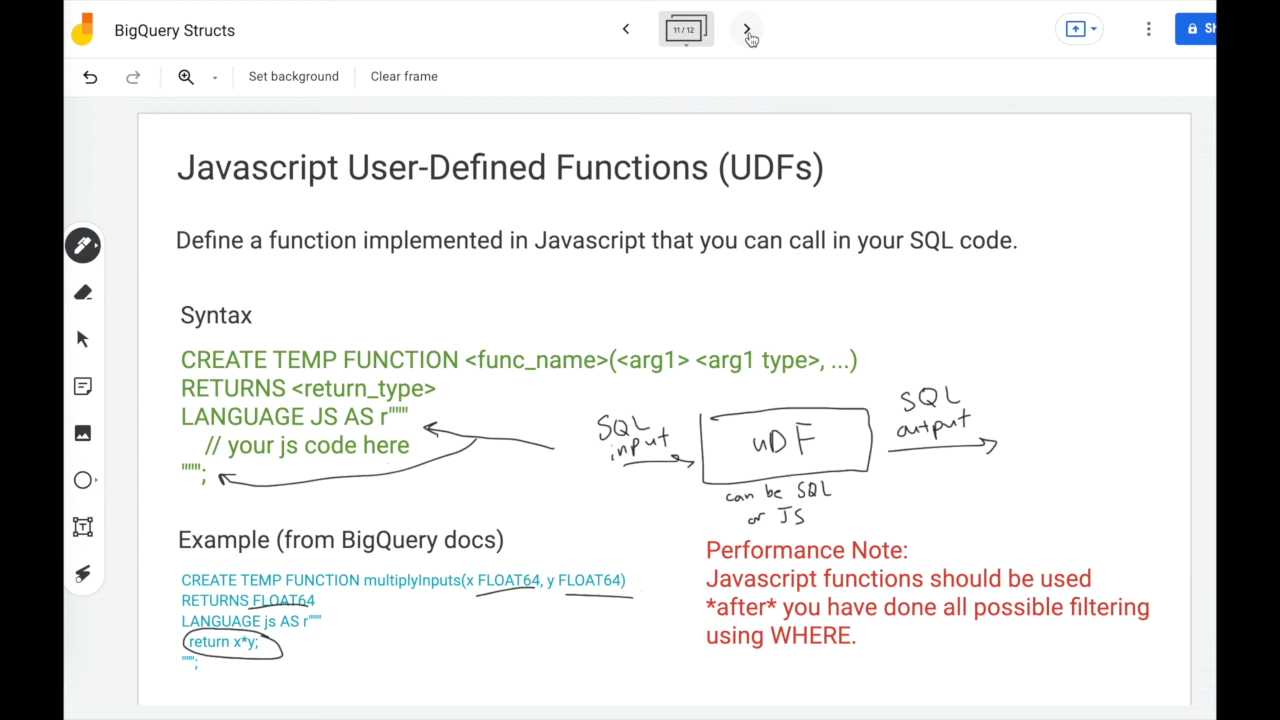 BigQuery Structs
11 / 12
Set background
Clear frame
Javascript User-Defined Functions (UDFs)
Define a function implemented in Javascript that you can call in your SQL code.
Syntax
CREATE TEMP FUNCTION <func_name>(<arg1> <arg1 type>, ...)
RETURNS <return_type>
LANGUAGE JS AS r"""
// your js code here
""";
SQL
input
UDF
can be SQL
or JS
SQL
output
Example (from BigQuery docs)
CREATE TEMP FUNCTION multiplyInputs(x FLOAT64, y FLOAT64)
RETURNS FLOAT64
LANGUAGE js AS r"""
return x*y;
""";
Performance Note:
Javascript functions should be used
*after* you have done all possible filtering
using WHERE.